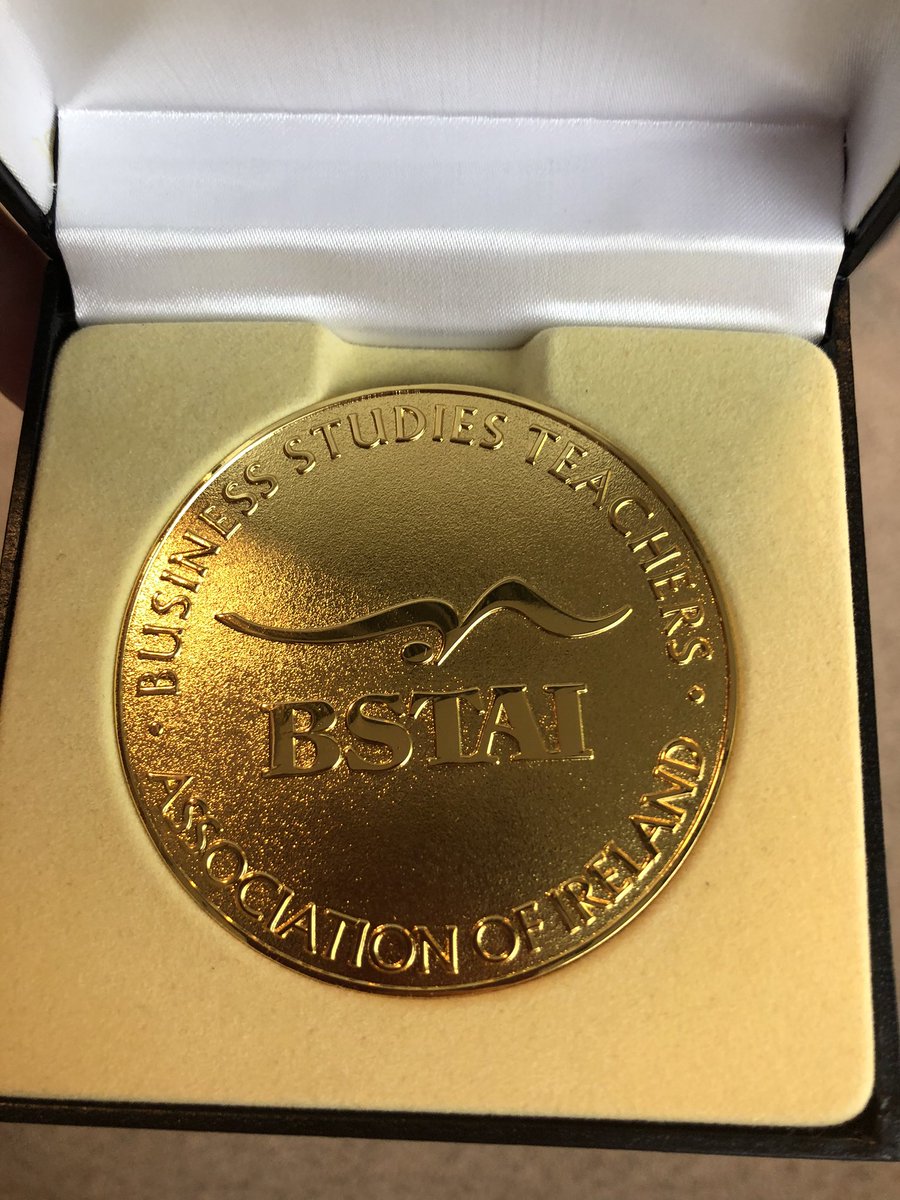 · BUSINESS STUDIES TEACHERS ·
BSTAI
ASSOCIATION OF IRELAND